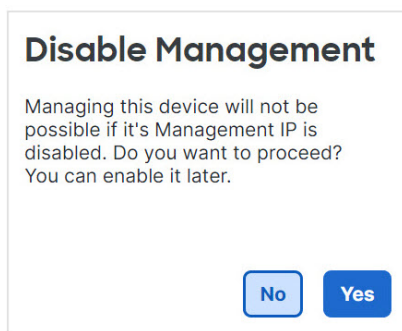 Disable Management
Managing this device will not be
possible if it's Management IP is
disabled. Do you want to proceed?
You can enable it later.
No
Yes